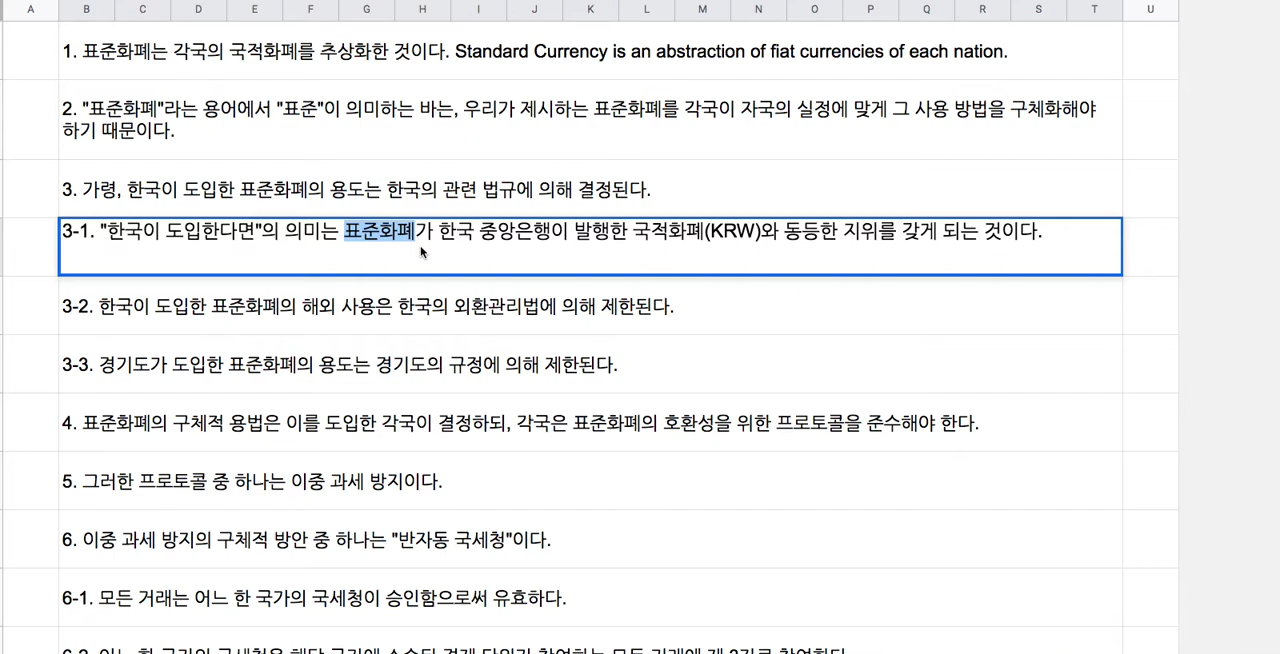 A B C D E F G H I J K L M N O P Q R S T U
1. 표준화폐는 각국의 국적화폐를 추상화한 것이다. Standard Currency is an abstraction of fiat currencies of each nation.
2. "표준화폐"라는 용어에서 "표준"이 의미하는 바는, 우리가 제시하는 표준화폐를 각국이 자국의 실정에 맞게 그 사용 방법을 구체화해야
하기 때문이다.
3. 가령, 한국이 도입한 표준화폐의 용도는 한국의 관련 법규에 의해 결정된다.
3-1. "한국이 도입한다면"의 의미는 표준화폐가 한국 중앙은행이 발행한 국적화폐(KRW)와 동등한 지위를 갖게 되는 것이다.
3-2. 한국이 도입한 표준화폐의 해외 사용은 한국의 외환관리법에 의해 제한된다.
3-3. 경기도가 도입한 표준화폐의 용도는 경기도의 규정에 의해 제한된다.
4. 표준화폐의 구체적 용법은 이를 도입한 각국이 결정하되, 각국은 표준화폐의 호환성을 위한 프로토콜을 준수해야 한다.
5. 그러한 프로토콜 중 하나는 이중 과세 방지이다.
6. 이중 과세 방지의 구체적 방안 중 하나는 "반자동 국세청"이다.
6-1. 모든 거래는 어느 한 국가의 국세청이 승인함으로써 유효하다.